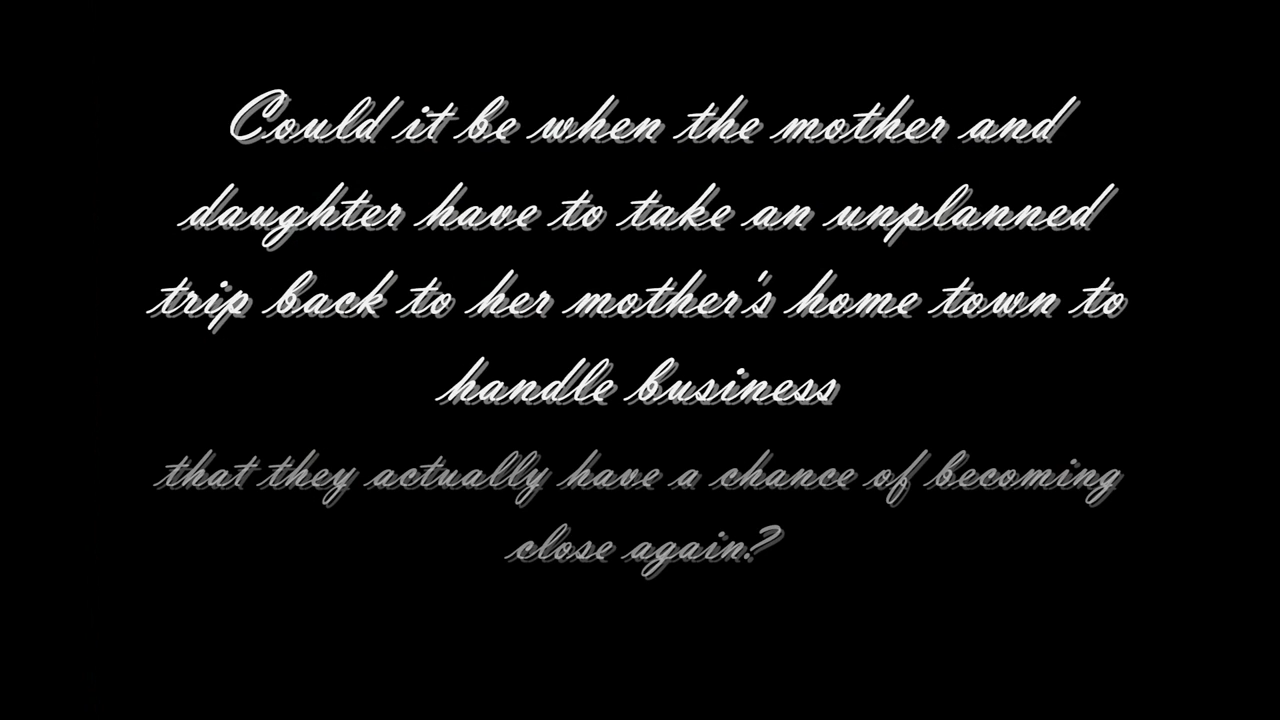 Could it be when the mother and
daughter have to take an unplanned
trip back to her mother's home town to
handle business
that they actually have a chance of becoming
close again?